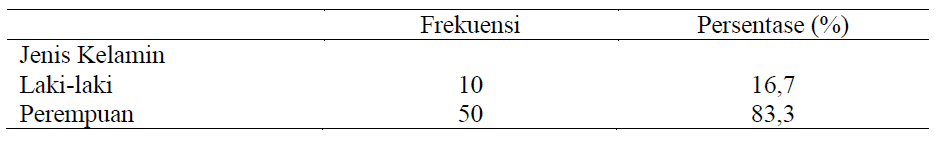 Frekuensi Persentase (%)
Jenis Kelamin
Laki-laki 10 16,7
Perempuan 50 83,3